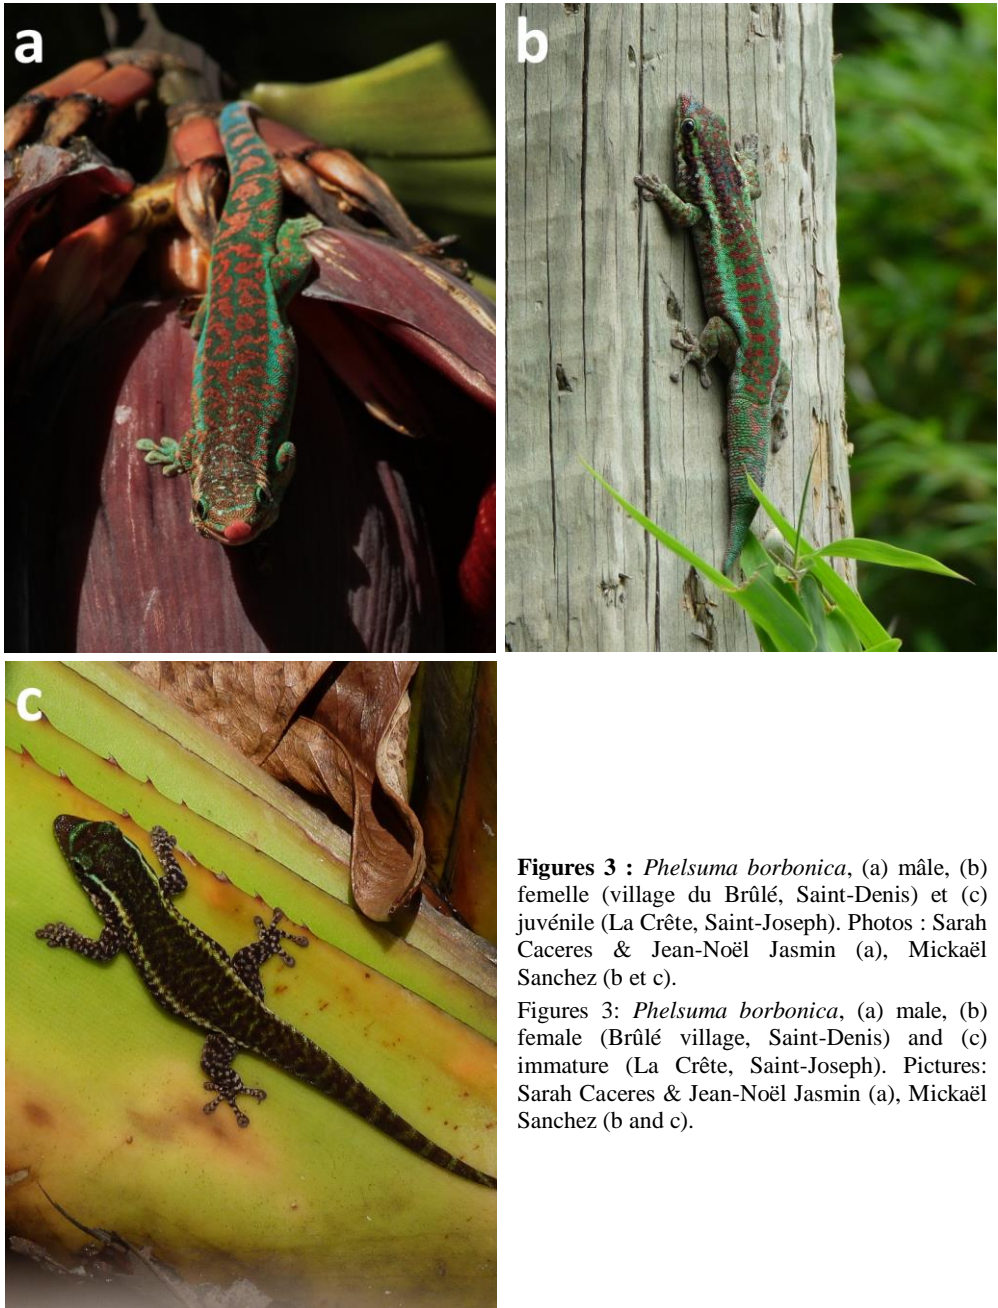 a
b
c
Figures 3 : Phelsuma borbonica, (a) mâle, (b)
femelle (village du Brûlé, Saint-Denis) et (c)
juvénile (La Crête, Saint-Joseph). Photos : Sarah
Caceres & Jean-Noël Jasmin (a), Mickaël
Sanchez (b et c).
Figures 3: Phelsuma borbonica, (a) male, (b)
female (Brûlé village, Saint-Denis) and (c)
immature (La Crête, Saint-Joseph). Pictures:
Sarah Caceres & Jean-Noël Jasmin (a), Mickaël
Sanchez (b and c).